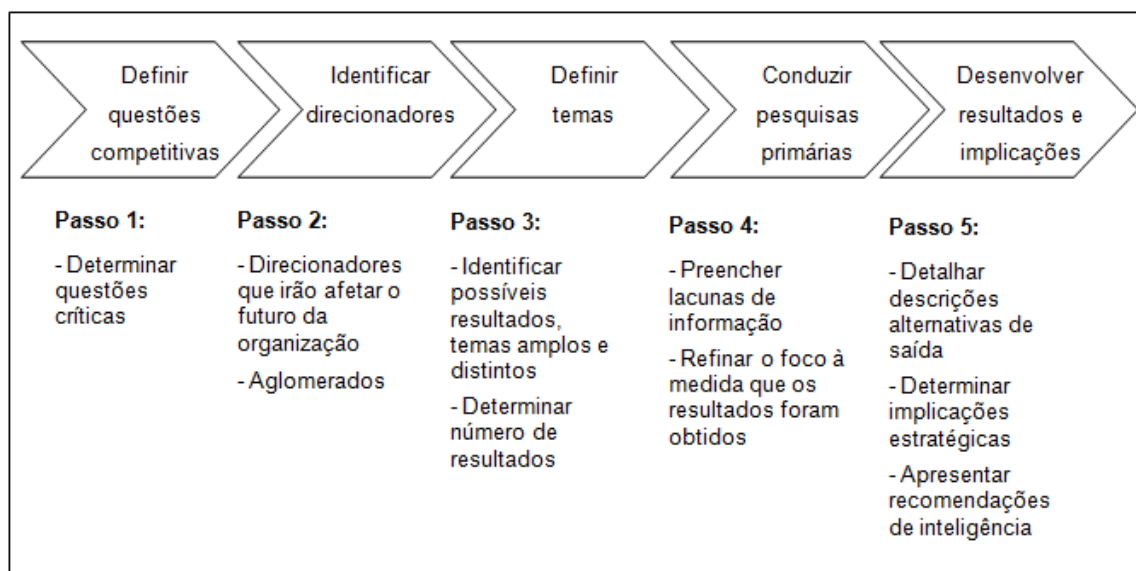 Definir
questões
competitivas
Identificar
direcionadores
Definir
temas
Conduzir
pesquisas
primárias
Desenvolver
resultados e
implicações
Passo 1:
- Determinar
questões
críticas
Passo 2:
- Direcionadores
que irão afetar o
futuro da
organização
- Aglomerados
Passo 3:
- Identificar
possíveis
resultados,
temas amplos e
distintos
- Determinar
número de
resultados
Passo 4:
- Preencher
lacunas de
informação
- Refinar o foco à
medida que os
resultados foram
obtidos
Passo 5:
- Detalhar
descrições
alternativas de
saída
- Determinar
implicações
estratégicas
- Apresentar
recomendações
de inteligência